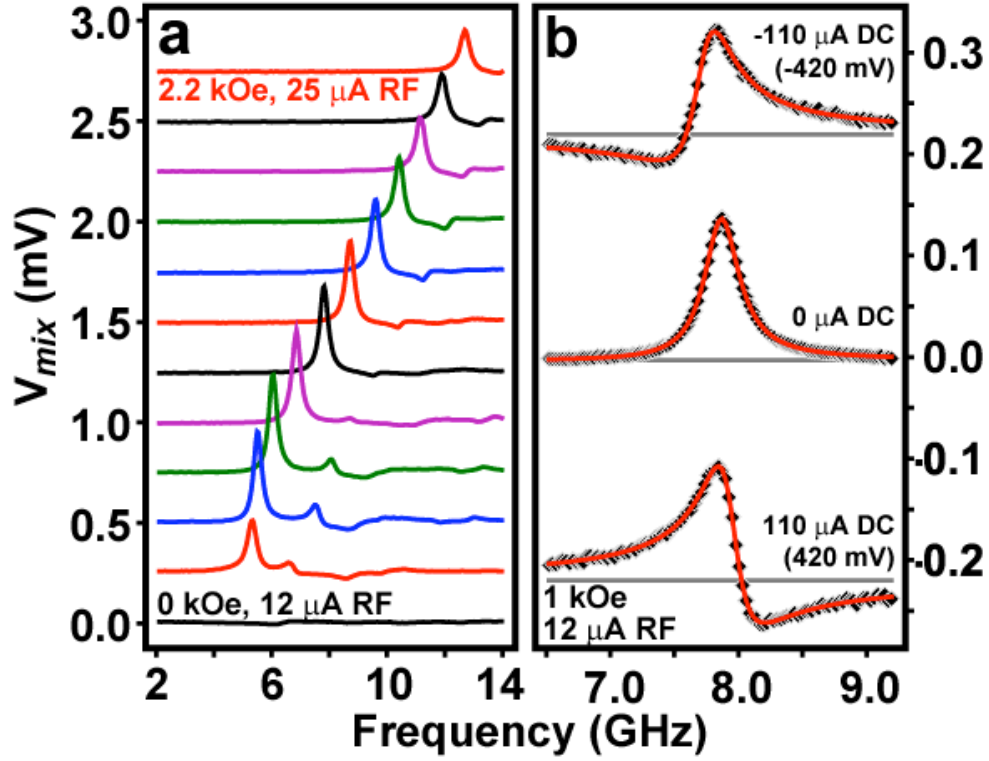 a
b
3.0
2.5
2.0
1.5
1.0
0.5
0.0
V_mix (mV)
2.2 kOe, 25 μA RF
0 kOe, 12 μA RF
2 6 10 14
-110 μA DC
(-420 mV)
0 μA DC
110 μA DC
(420 mV)
1 kOe
12 μA RF
0.3
0.2
0.1
0.0
-0.1
-0.2
7.0 8.0 9.0
Frequency (GHz)